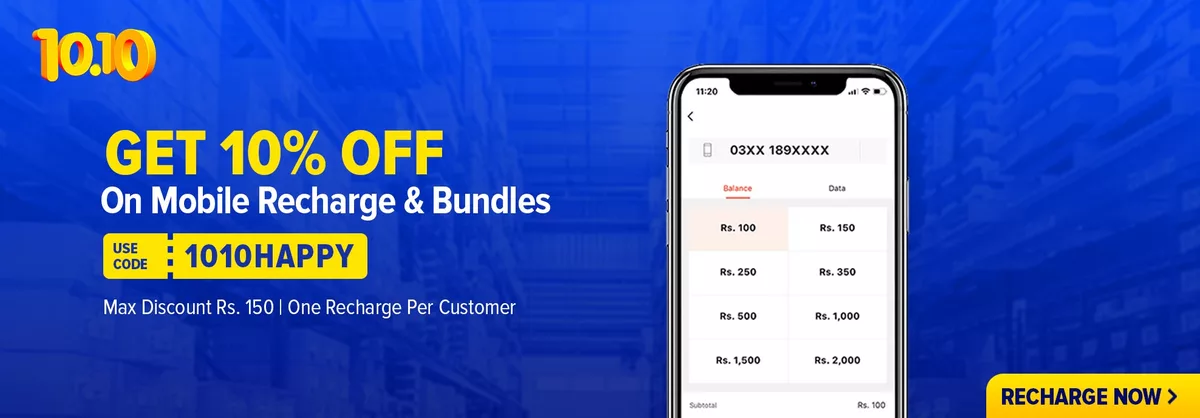 10.10
GET 10% OFF
On Mobile Recharge & Bundles
USE
CODE
1010HAPPY
Max Discount Rs. 150 | One Recharge Per Customer
11:20
03XX 189XXXX
Balance
Data
Rs. 100
Rs. 150
Rs. 250
Rs. 350
Rs. 500
Rs. 1,000
Rs. 1,500
Rs. 2,000
Subtotal
Rs. 100
RECHARGE NOW >